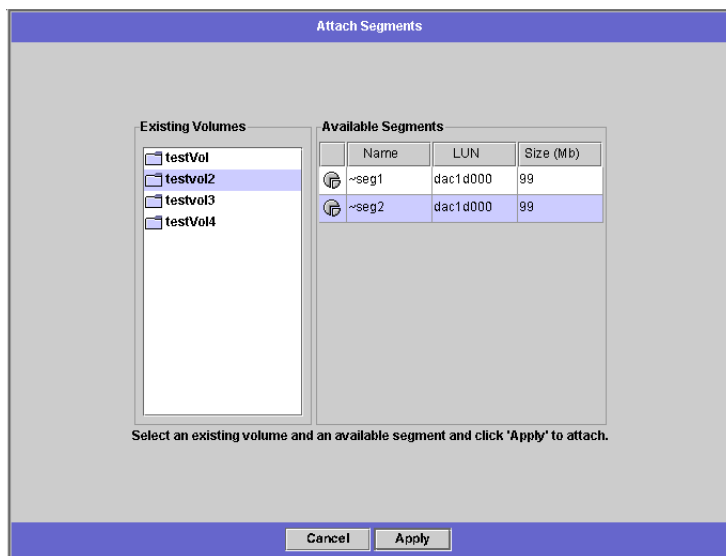 Attach Segments
Existing Volumes
testVol
testvol2
testvol3
testVol4
Available Segments
Name LUN Size (Mb)
~seg1 dac1d000 99
~seg2 dac1d000 99
Select an existing volume and an available segment and click 'Apply' to attach.
Cancel Apply